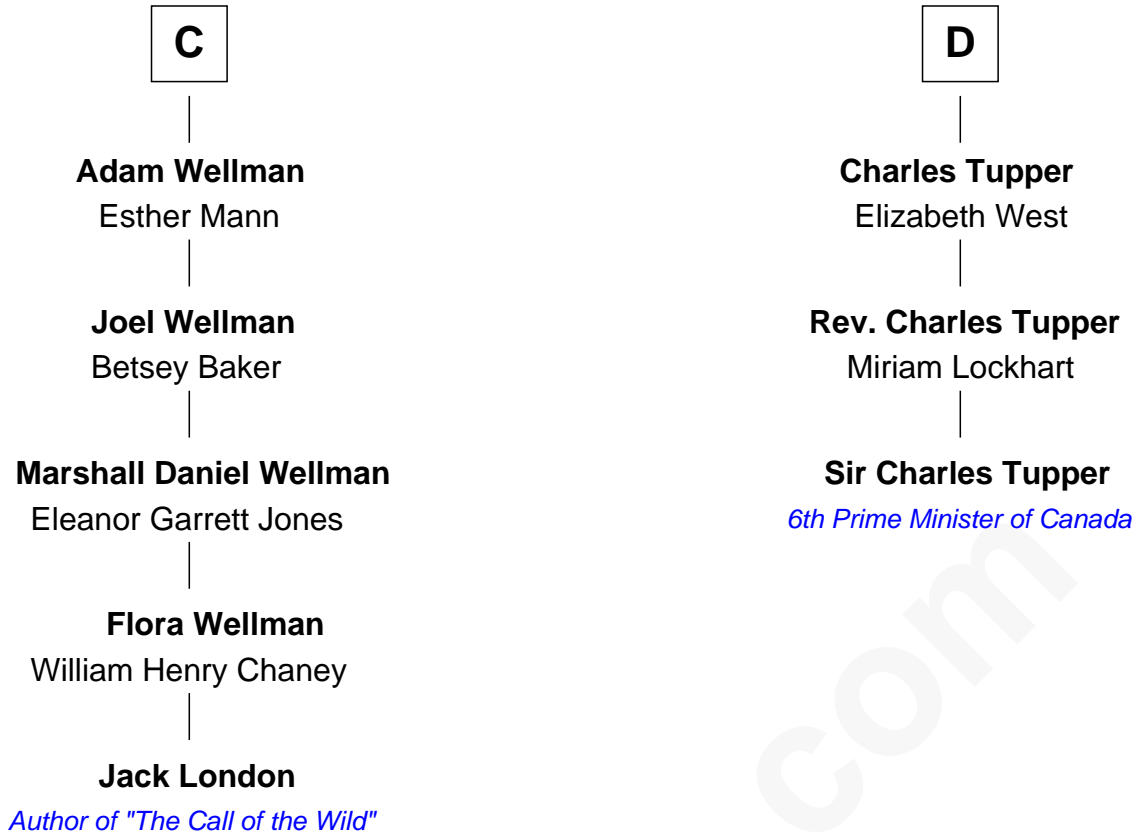 C
Adam Wellman
Esther Mann
Joel Wellman
Betsey Baker
Marshall Daniel Wellman
Eleanor Garrett Jones
Flora Wellman
William Henry Chaney
Jack London
Author of "The Call of the Wild"
D
Charles Tupper
Elizabeth West
Rev. Charles Tupper
Miriam Lockhart
Sir Charles Tupper
6th Prime Minister of Canada
com